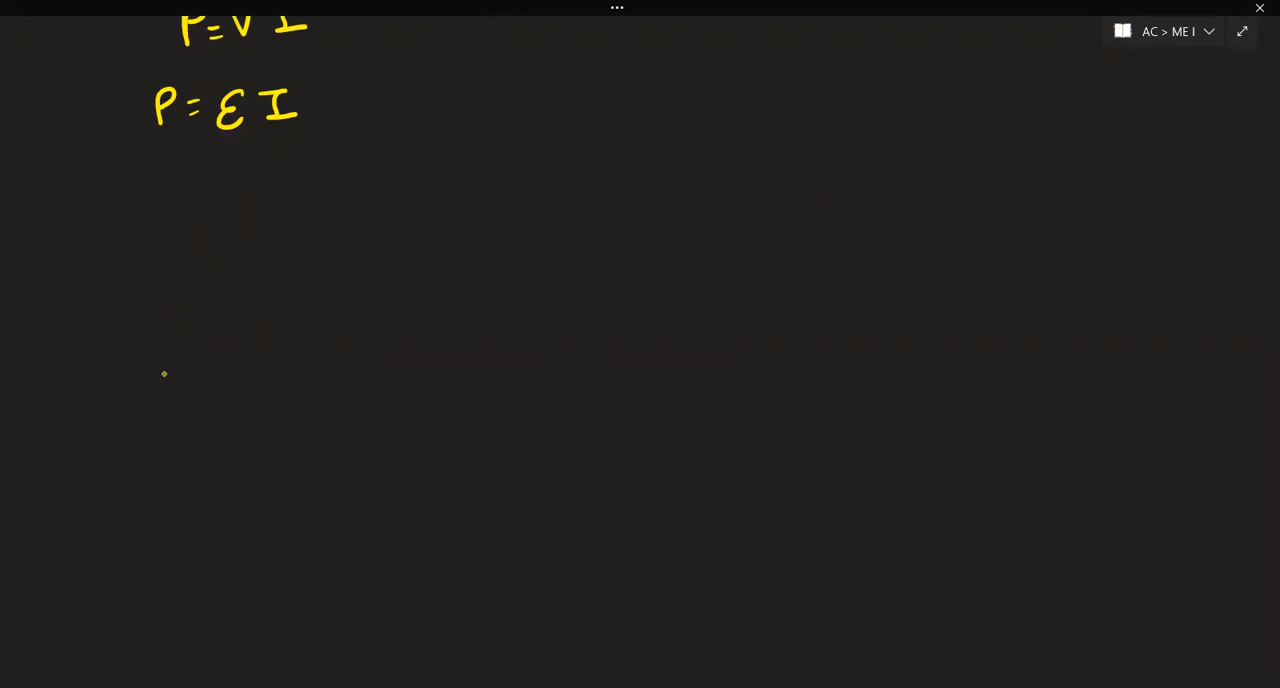 AC > ME I
P = V I
P = ε I